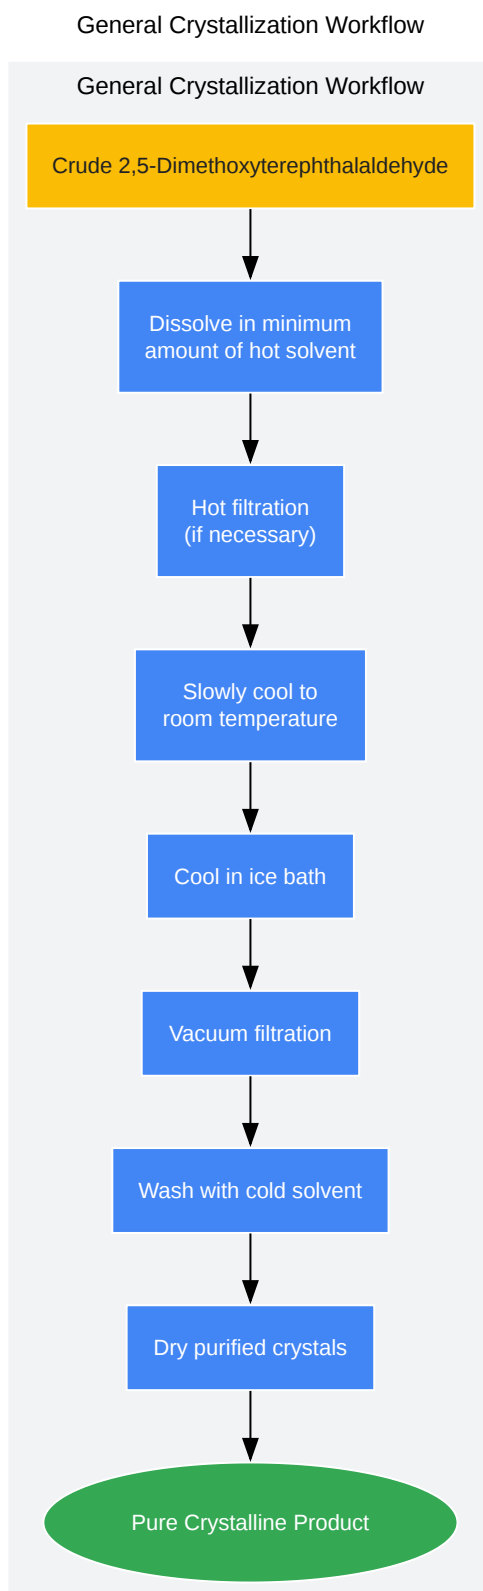 General Crystallization Workflow
General Crystallization Workflow
Crude 2,5-Dimethoxyterephthalaldehyde
Dissolve in minimum
amount of hot solvent
Hot filtration
(if necessary)
Slowly cool to
room temperature
Cool in ice bath
Vacuum filtration
Wash with cold solvent
Dry purified crystals
Pure Crystalline Product